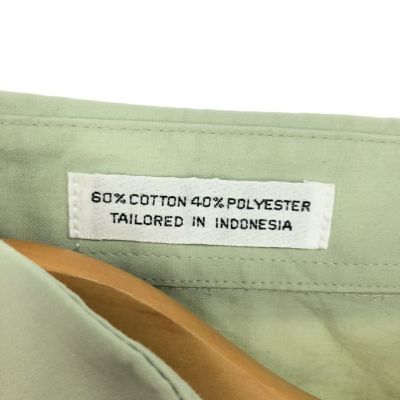 60% COTTON 40% POLYESTER
TAILORED IN INDONESIA